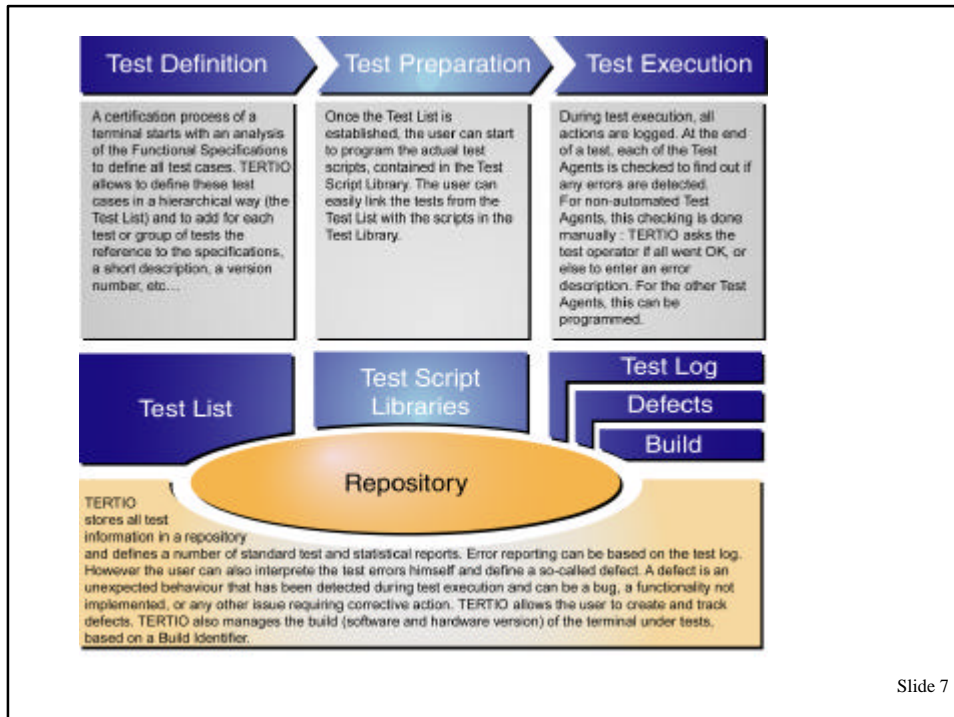 Test Definition
Test Preparation
Test Execution
A certification process of a
terminal starts with an analysis
of the Functional Specifications
to define all test cases. TERTIO
allows to define these test
cases in a hierarchical way (the
Test List) and to add for each
test or group of tests the
reference to the specifications,
a short description, a version
number, etc...
Once the Test List is
established, the user can start
to program the actual test
scripts, contained in the Test
Script Library. The user can
easily link the tests from the
Test List with the scripts in the
Test Library.
During test execution, all
actions are logged. At the end
of a test, each of the Test
Agents is checked to find out if
any errors are detected.
For non-automated Test
Agents, this checking is done
manually : TERTIO asks the
test operator if all went OK, or
else to enter an error
description. For the other Test
Agents, this can be
programmed.
Test List
Test Script
Libraries
Test Log
Defects
Build
Repository
TERTIO
stores all test
information in a repository
and defines a number of standard test and statistical reports. Error reporting can be based on the test log.
However the user can also interprete the test errors himself and define a so-called defect. A defect is an
unexpected behaviour that has been detected during test execution and can be a bug, a functionality not
implemented, or any other issue requiring corrective action. TERTIO allows the user to create and track
defects. TERTIO also manages the build (software and hardware version) of the terminal under tests,
based on a Build Identifier.
Slide 7